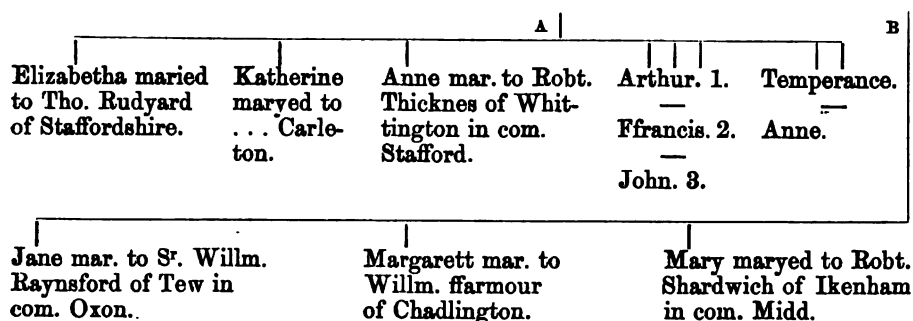 A B
Elizabetha maried
to Tho. Rudyard
of Staffordshire.
Katherine
maryed to
... Carle-
ton.
Anne mar. to Robt.
Thicknes of Whit-
tington in com.
Stafford.
Arthur. 1.
Ffrancis. 2.
John. 3.
Temperance.
Anne.
Jane mar. to Sr. Willm.
Raynsford of Tew in
com. Oxon.
Margarett mar. to
Willm. ffarmour
of Chadlington.
Mary maryed to Robt.
Shardwich of Ikenham
in com. Midd.